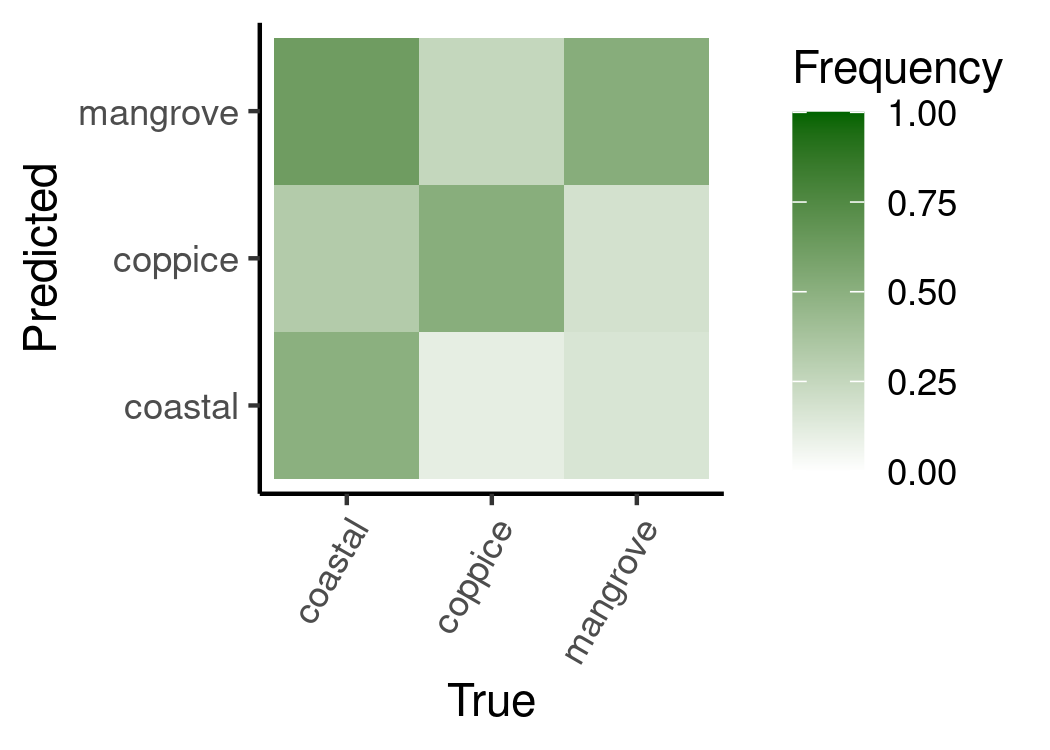 Frequency
1.00
0.75
0.50
0.25
0.00
Predicted
mangrove
coppice
coastal
coastal
coppice
mangrove
True